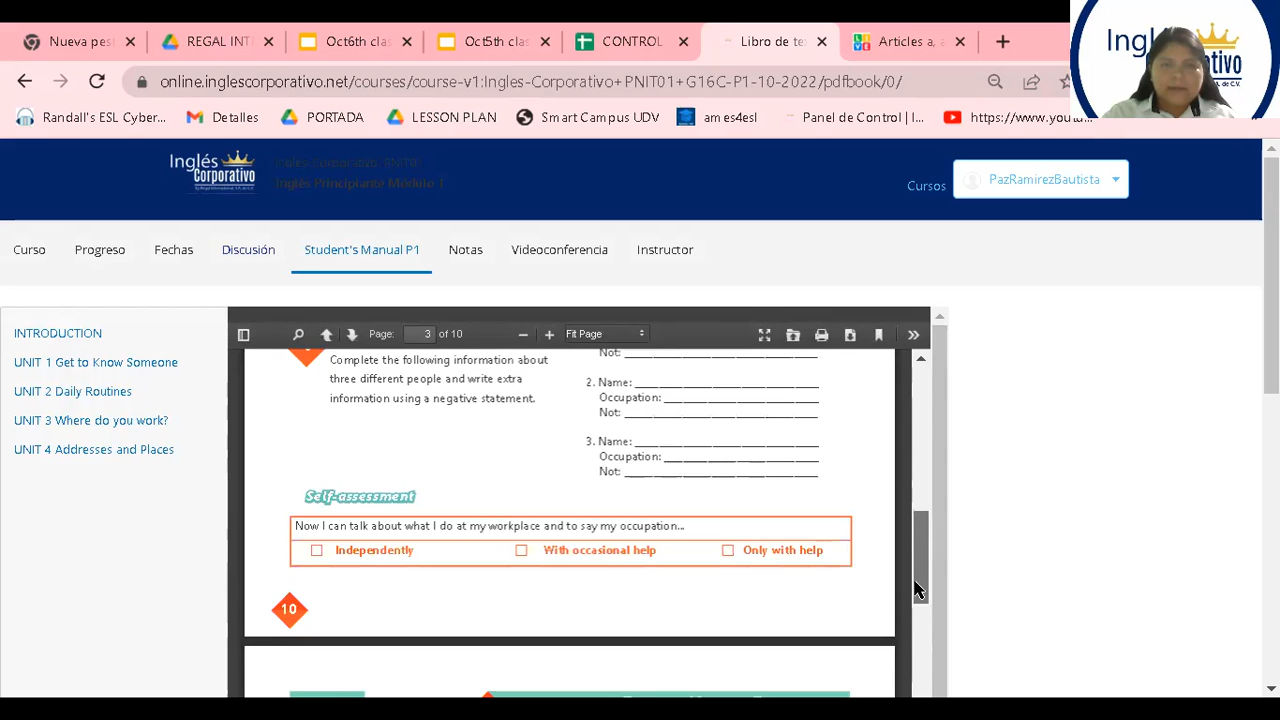 Nueva pes
REGAL INT
Oct6th clas
Oct5th clas
CONTROL
Libro de te
Articles a, a
online.inglescorporativo.net/courses/course-v1:Ingles-Corporativo+PNIT01+G16C-P1-10-2022/pdfbook/0/
Randall's ESL Cyber...
Detalles
PORTADA
LESSON PLAN
Smart Campus UDV
am es4esl
Panel de Control | I...
https://www.yout
Inglés
Corporativo
Inglés Principiante Módulo 1
Cursos
PazRamirezBautista
Curso
Progreso
Fechas
Discusión
Student's Manual P1
Notas
Videoconferencia
Instructor
INTRODUCTION
UNIT 1 Get to Know Someone
UNIT 2 Daily Routines
UNIT 3 Where do you work?
UNIT 4 Addresses and Places
Page: 3 of 10
Fit Page
Complete the following information about
three different people and write extra
information using a negative statement.
Not:
2. Name:
Occupation:
Not:
3. Name:
Occupation:
Not:
Self-assessment
Now I can talk about what I do at my workplace and to say my occupation...
Independently
With occasional help
Only with help
10